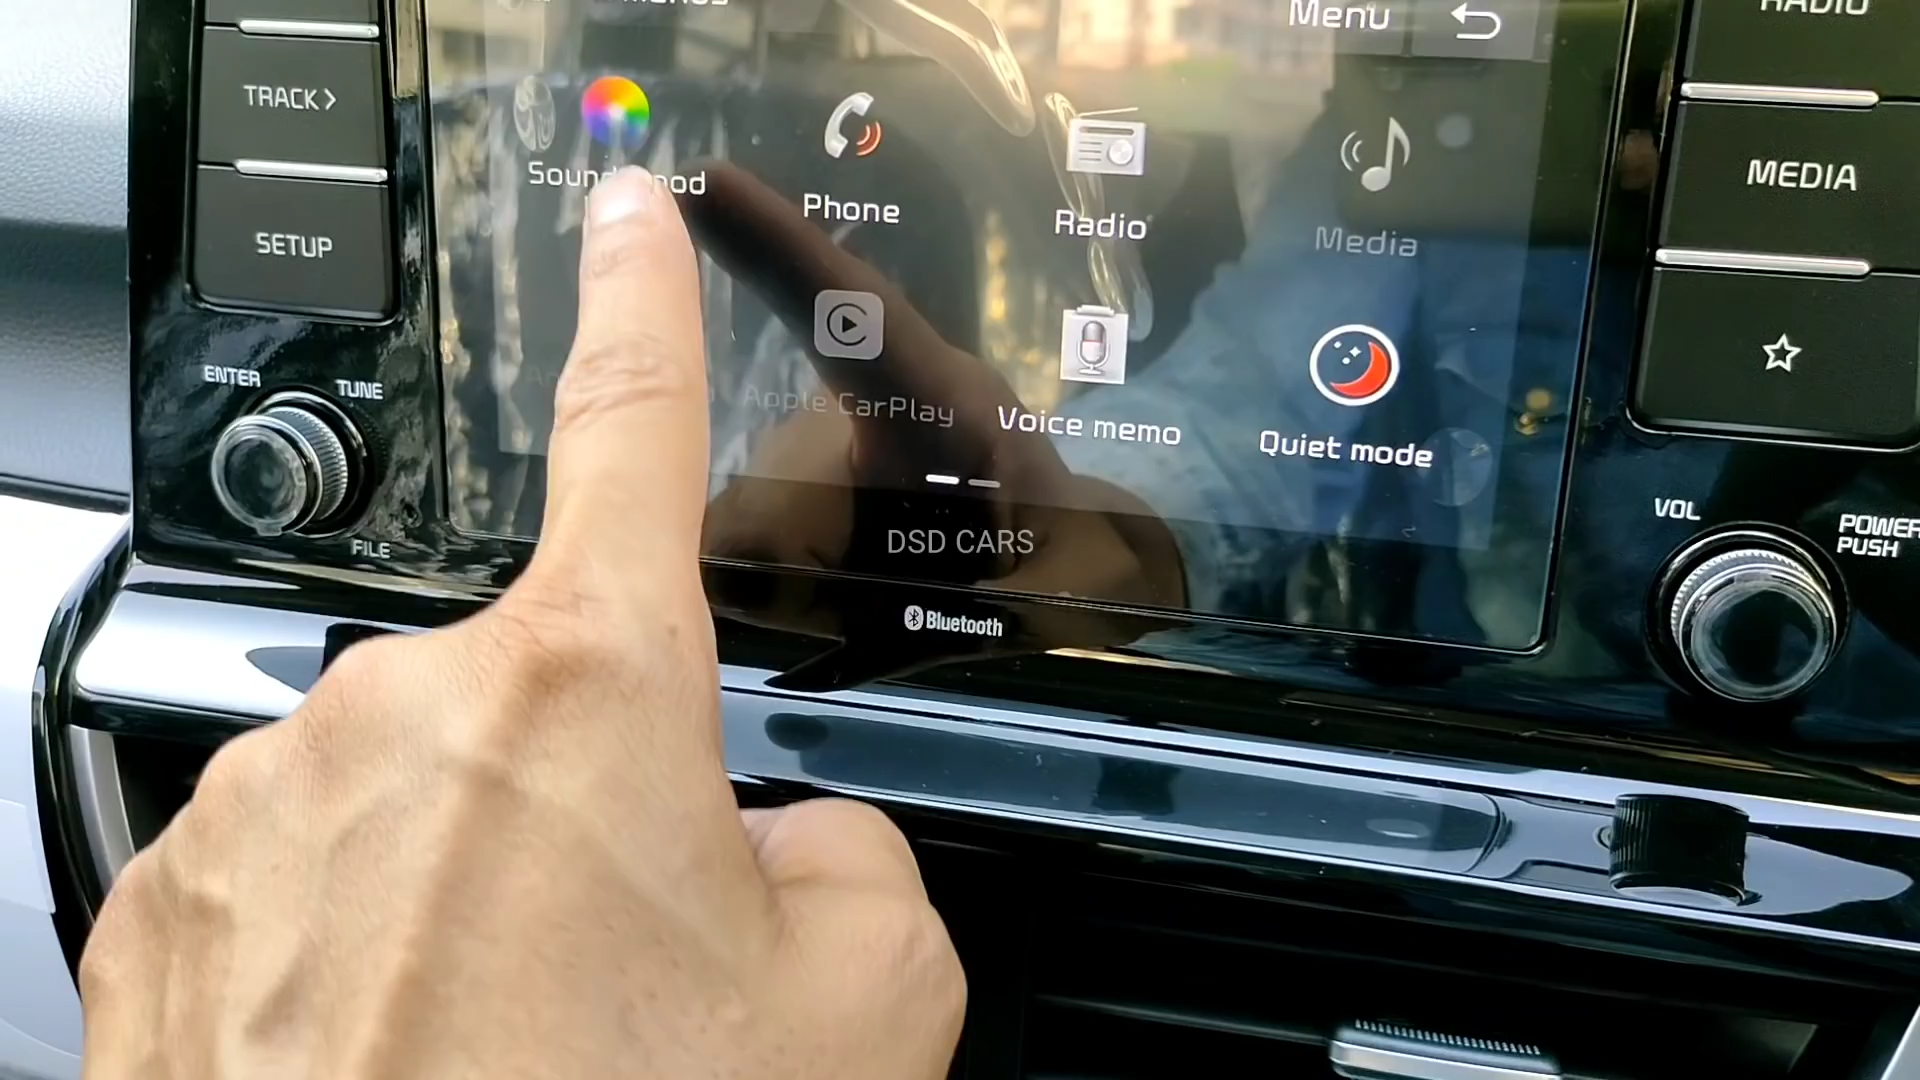 Menu
RADIO
TRACK>
Phone
Radio
Media
MEDIA
SETUP
Apple CarPlay
Voice memo
Quiet mode
ENTER
TUNE
FILE
VOL
POWER
PUSH
DSD CARS
Bluetooth